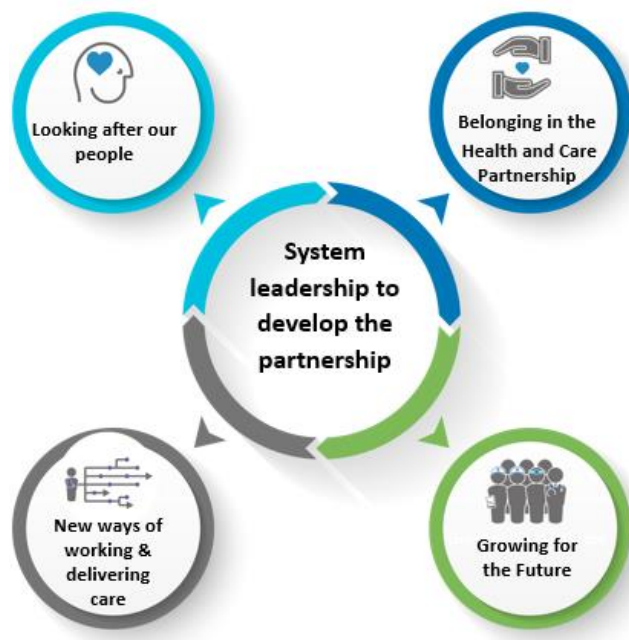 Looking after our
people
Belonging in the
Health and Care
Partnership
System
leadership to
develop the
partnership
New ways of
working &
delivering
care
Growing for
the Future